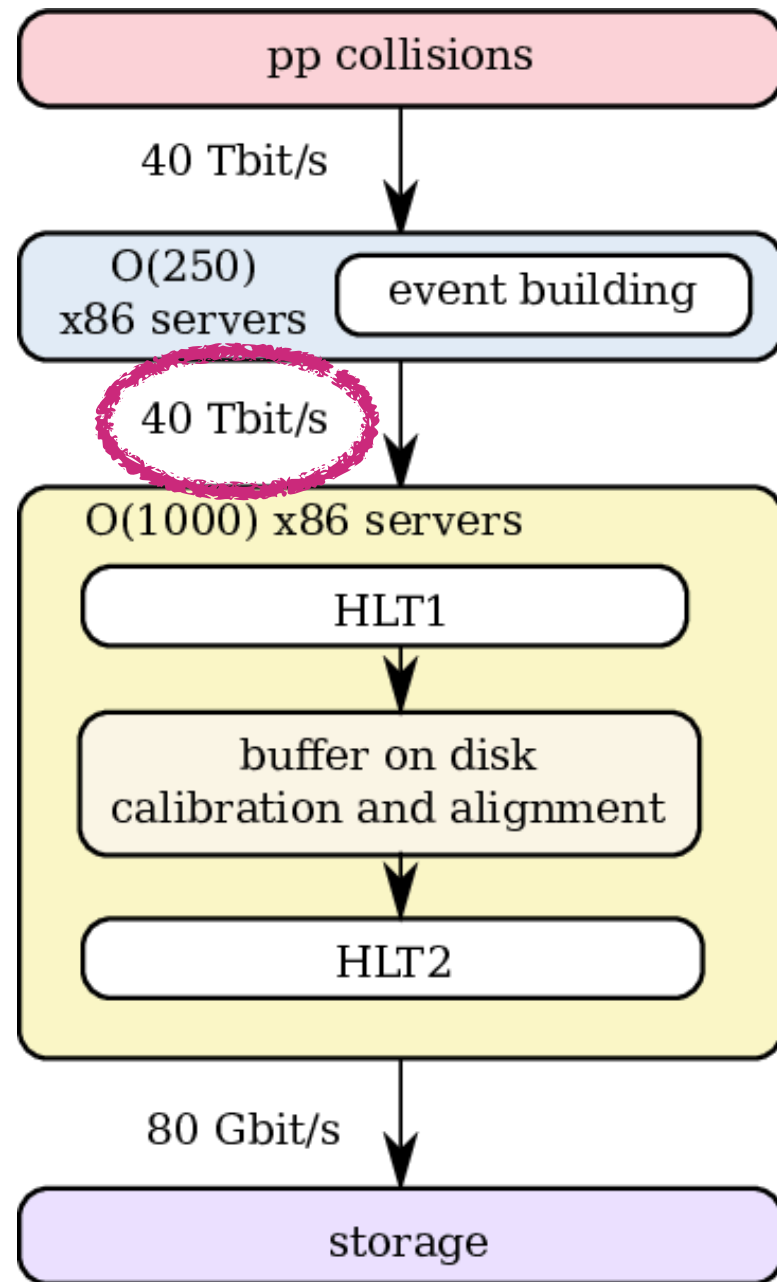 pp collisions
40 Tbit/s
O(250)
x86 servers
event building
40 Tbit/s
O(1000) x86 servers
HLT1
buffer on disk
calibration and alignment
HLT2
80 Gbit/s
storage